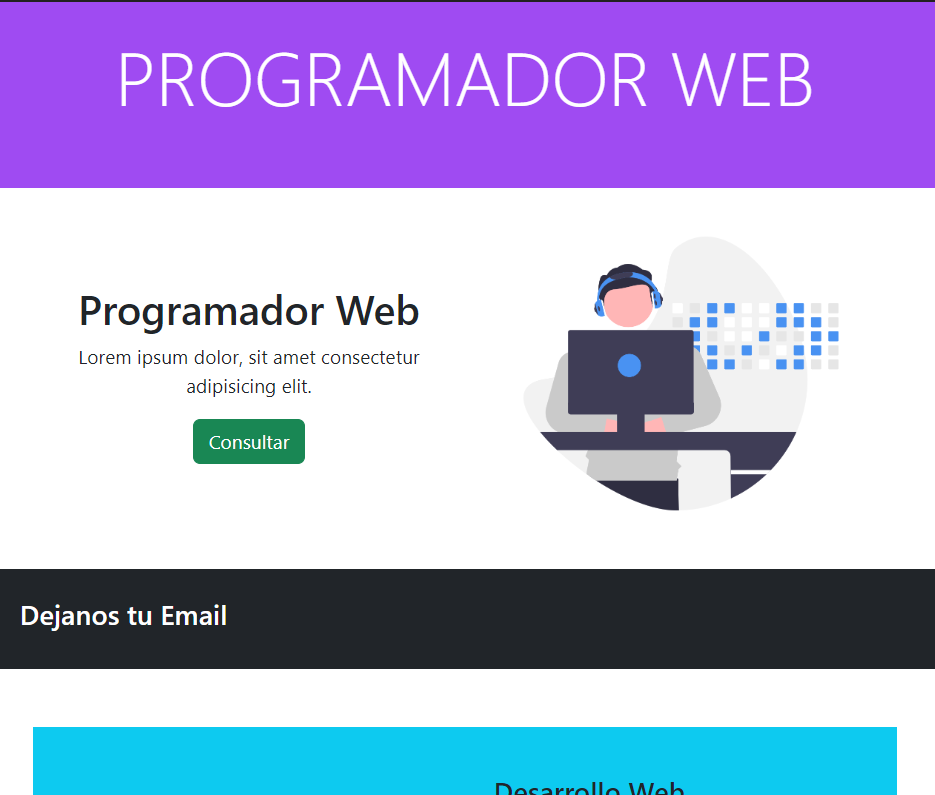 PROGRAMADOR WEB
Programador Web
Lorem ipsum dolor, sit amet consectetur
adipisicing elit.
Consultar
Dejanos tu Email
Desarrollo Web